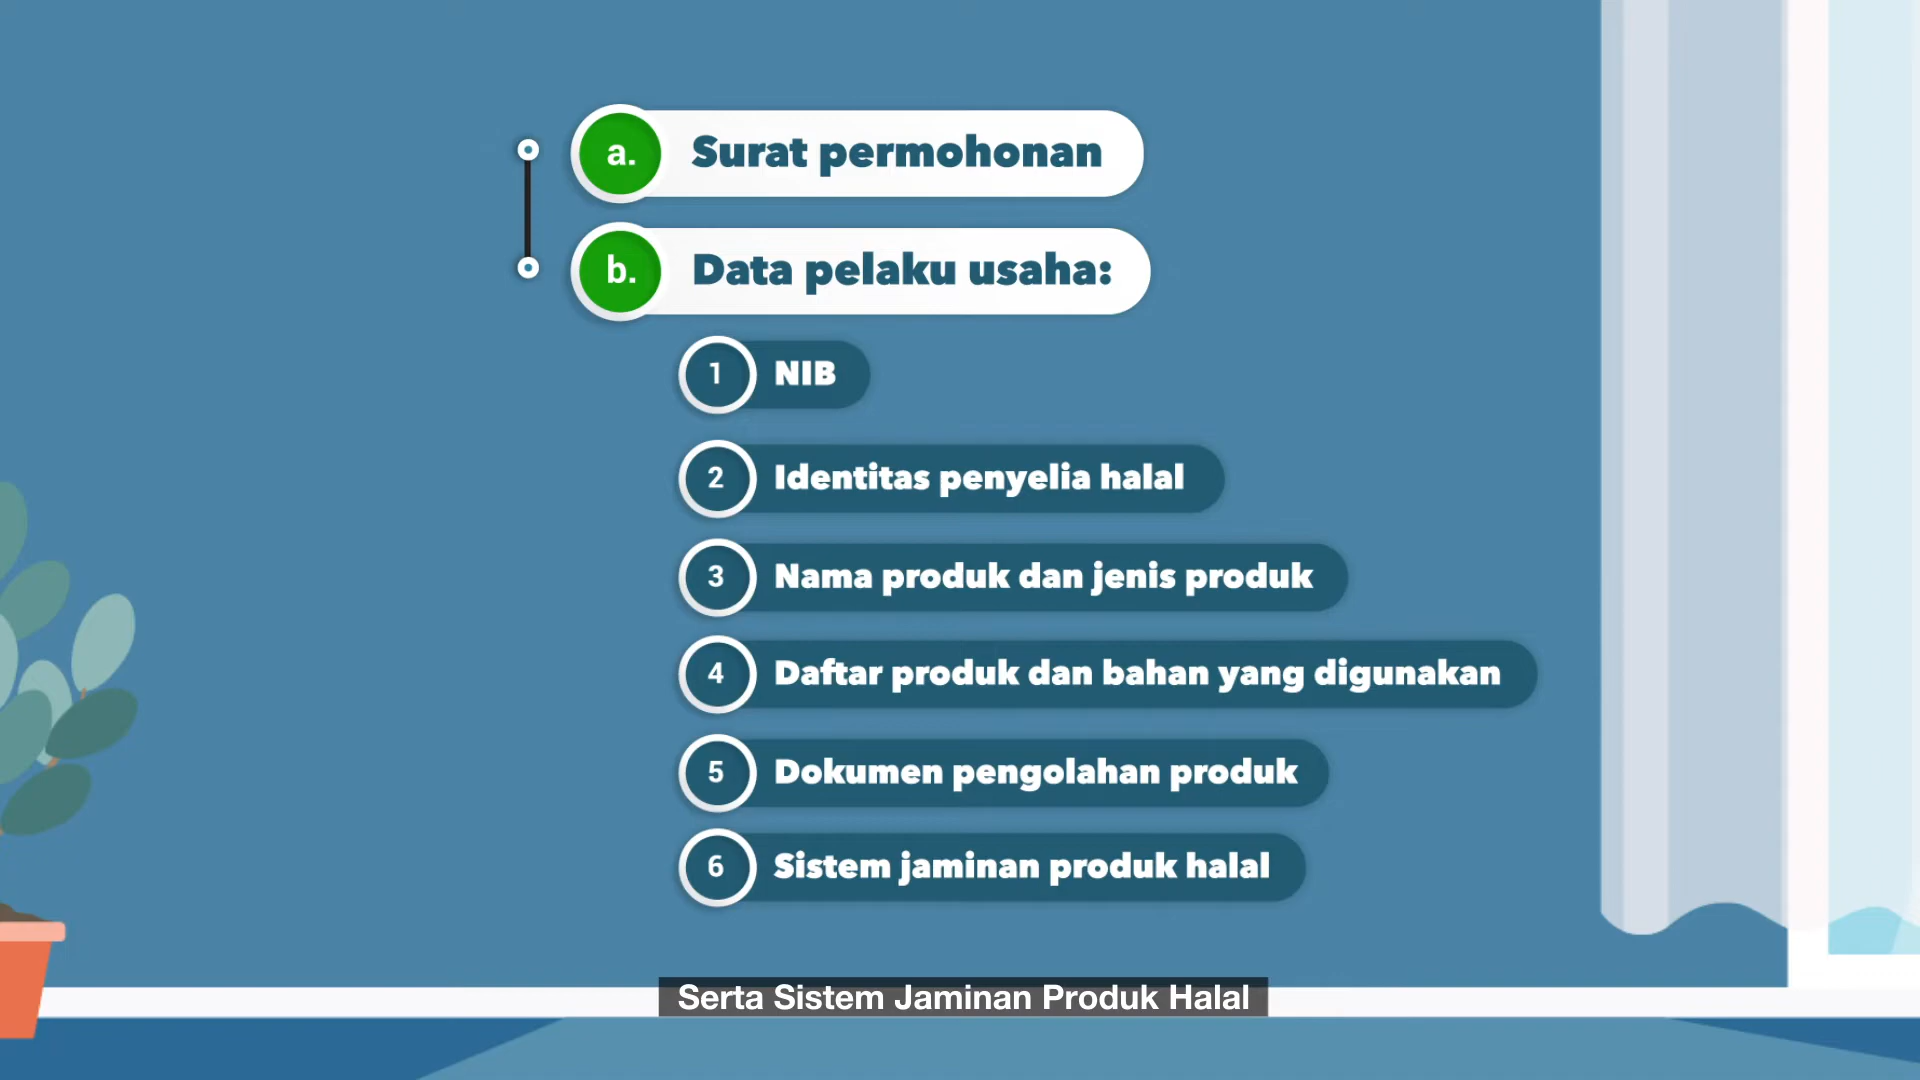 a. Surat permohonan
b. Data pelaku usaha:
1 NIB
2 Identitas penyelia halal
3 Nama produk dan jenis produk
4 Daftar produk dan bahan yang digunakan
5 Dokumen pengolahan produk
6 Sistem jaminan produk halal
Serta Sistem Jaminan Produk Halal